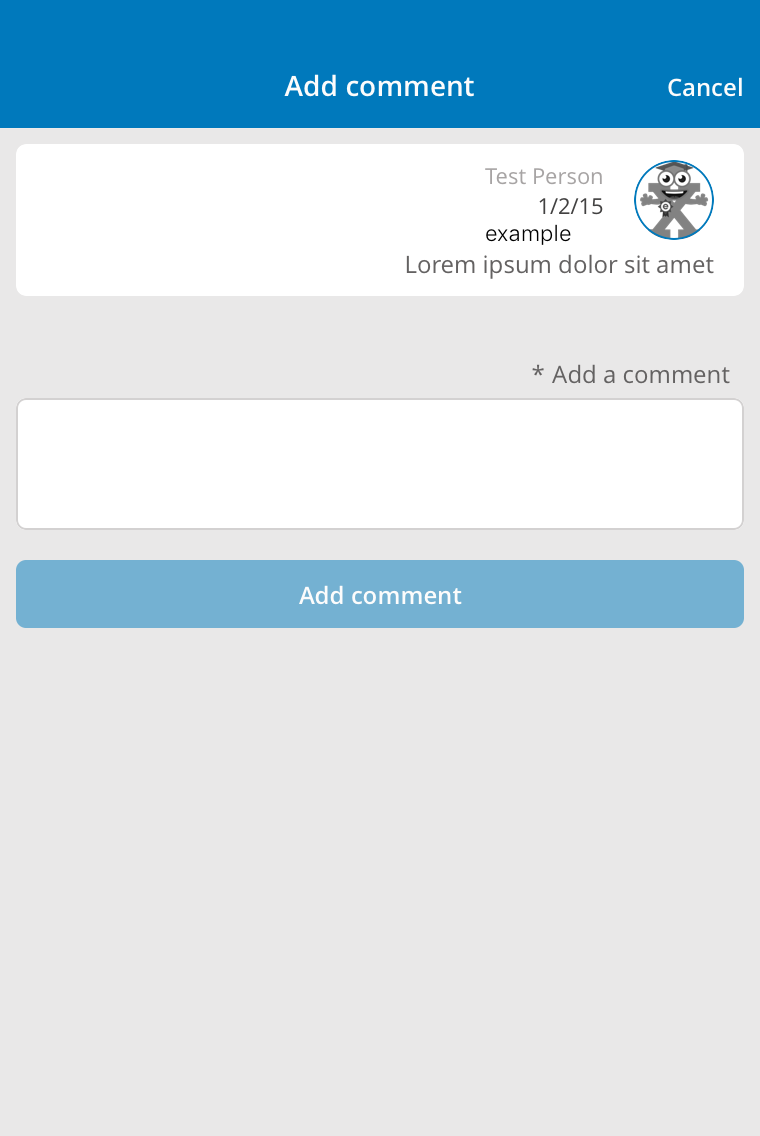 Add comment
Cancel
Test Person
1/2/15
example
Lorem ipsum dolor sit amet
* Add a comment
Add comment